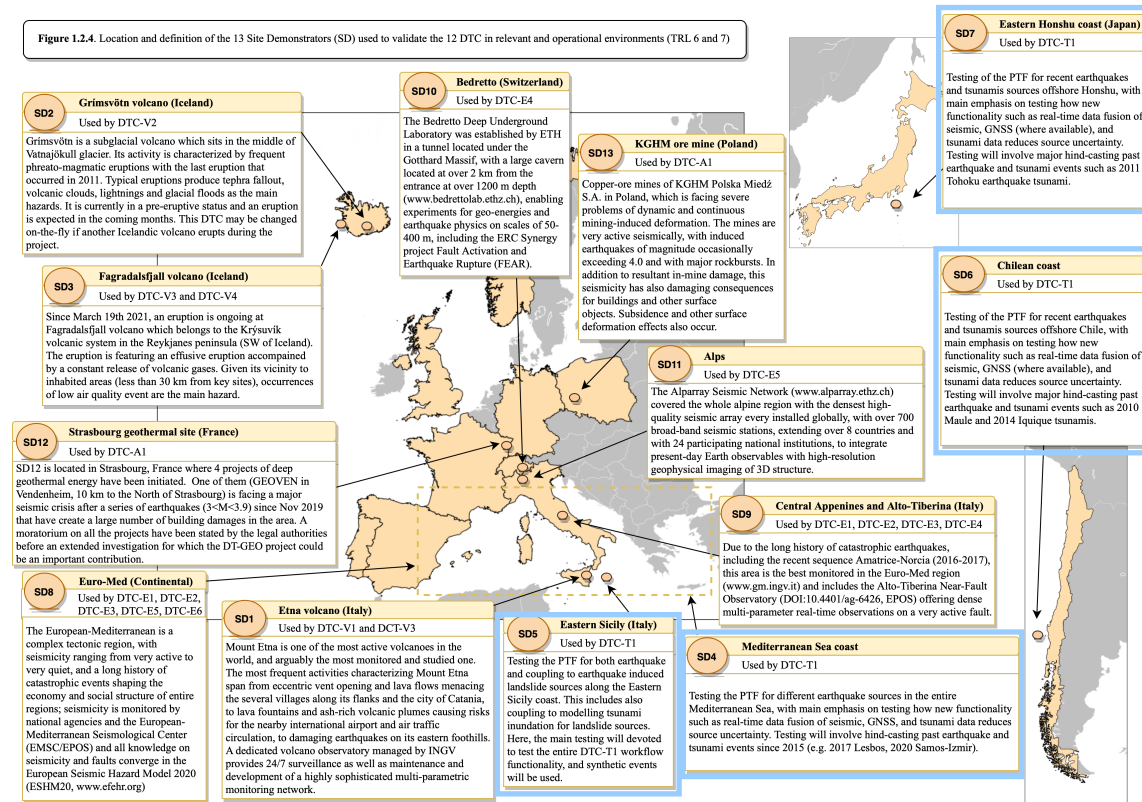 Figure 1.2.4. Location and definition of the 13 Site Demonstrators (SD) used to validate the 12 DTC in relevant and operational environments (TRL 6 and 7)
SD7
Eastern Honshu coast (Japan)
Used by DTC-T1
Testing of the PTF for recent earthquakes
and tsunamis sources offshore Honshu, with
main emphasis on testing how new
functionality such as real-time data fusion of
seismic, GNSS (where available), and
tsunami data reduces source uncertainty.
Testing will involve major hind-casting past
earthquake and tsunami events such as 2011
Tohoku earthquake tsunami.
SD10
Bedretto (Switzerland)
Used by DTC-E4
The Bedretto Deep Underground
Laboratory was established by ETH
in a tunnel located under the
Gotthard Massif, with a large cavern
located at over 2 km from the
entrance at over 1200 m depth
(www.bedrettolab.ethz.ch), enabling
experiments for geo-energies and
earthquake physics on scales of 50-
400 m, including the ERC Synergy
project Fault Activation and
Earthquake Rupture (FEAR).
SD2
Grímsvötn volcano (Iceland)
Used by DTC-V2
Grímsvötn is a subglacial volcano which sits in the middle of
Vatnajökull glacier. Its activity is characterized by frequent
phreato-magmatic eruptions with the last eruption that
occurred in 2011. Typical eruptions produce tephra fallout,
volcanic clouds, lightnings and glacial floods as the main
hazards. It is currently in a pre-eruptive status and an eruption
is expected in the coming months. This DTC may be changed
on-the-fly if another Icelandic volcano erupts during the
project.
SD13
KGHM ore mine (Poland)
Used by DTC-A1
Copper-ore mines of KGHM Polska Miedź
S.A. in Poland, which is facing severe
problems of dynamic and continuous
mining-induced deformation. The mines are
very active seismically, with induced
earthquakes of magnitude occasionally
exceeding 4.0 and with major rockbursts. In
addition to resultant in-mine damage, this
seismicity has also damaging consequences
for buildings and other surface
objects. Subsidence and other surface
deformation effects also occur.
SD6
Chilean coast
Used by DTC-T1
Testing of the PTF for recent earthquakes
and tsunamis sources offshore Chile, with
main emphasis on testing how new
functionality such as real-time data fusion of
seismic, GNSS (where available), and
tsunami data reduces source uncertainty.
Testing will involve major hind-casting past
earthquake and tsunami events such as 2010
Maule and 2014 Iquique tsunamis.
SD3
Fagradalsfjall volcano (Iceland)
Used by DTC-V3 and DTC-V4
Since March 19th 2021, an eruption is ongoing at
Fagradalsfjall volcano which belongs to the Krýsuvík
volcanic system in the Reykjanes peninsula (SW of Iceland).
The eruption is featuring an effusive eruption accompained
by a constant release of volcanic gases. Given its vicinity to
inhabited areas (less than 30 km from key sites), occurrences
of low air quality event are the main hazard.
SD11
Alps
Used by DTC-E5
The Alparray Seismic Network (www.alparray.ethz.ch)
covered the whole alpine region with the densest high-
quality seismic array every installed globally, with over 700
broad-band seismic stations, extending over 8 countries and
with 24 participating national institutions, to integrate
present-day Earth observables with high-resolution
geophysical imaging of 3D structure.
SD12
Strasbourg geothermal site (France)
Used by DTC-A1
SD12 is located in Strasbourg, France where 4 projects of deep
geothermal energy have been initiated. One of them (GEOVEN in
Vendenheim, 10 km to the North of Strasbourg) is facing a major
seismic crisis after a series of earthquakes (3<M<3.9) since Nov 2019
that have create a large number of building damages in the area. A
moratorium on all the projects have been stated by the legal authorities
before an extended investigation for which the DT-GEO project could
be an important contribution.
SD9
Central Appenines and Alto-Tiberina (Italy)
Used by DTC-E1, DTC-E2, DTC-E3, DTC-E4
Due to the long history of catastrophic earthquakes,
including the recent sequence Amatrice-Norcia (2016-2017),
this area is the best monitored in the Euro-Med region
(www.gm.ingv.it) and includes the Alto-Tiberina Near-Fault
Observatory (DOI:10.4401/ag-6426, EPOS) offering dense
multi-parameter real-time observations on a very active fault.
SD8
Euro-Med (Continental)
Used by DTC-E1, DTC-E2,
DTC-E3, DTC-E5, DTC-E6
The European-Mediterranean is a
complex tectonic region, with
seismicity ranging from very active to
very quiet, and a long history of
catastrophic events shaping the
economy and social structure of entire
regions; seismicity is monitored by
national agencies and the European-
Mediterranean Seismological Center
(EMSC/EPOS) and all knowledge on
seismicity and faults converge in the
European Seismic Hazard Model 2020
(ESHM20, www.efehr.org)
SD1
Etna volcano (Italy)
Used by DTC-V1 and DCT-V3
Mount Etna is one of the most active volcanoes in the
world, and arguably the most monitored and studied one.
The most frequent activities characterizing Mount Etna
span from eccentric vent opening and lava flows menacing
the several villages along its flanks and the city of Catania,
to lava fountains and ash-rich volcanic plumes causing risks
for the nearby international airport and air traffic
circulation, to damaging earthquakes on its eastern foothills.
A dedicated volcano observatory managed by INGV
provides 24/7 surveillance as well as maintenance and
development of a highly sophisticated multi-parametric
monitoring network.
SD5
Eastern Sicily (Italy)
Used by DTC-T1
Testing the PTF for both earthquake
and coupling to earthquake induced
landslide sources along the Eastern
Sicily coast. This includes also
coupling to modelling tsunami
inundation for landslide sources.
Here, the main testing will devoted
to test the entire DTC-T1 workflow
functionality, and synthetic events
will be used.
SD4
Mediterranean Sea coast
Used by DTC-T1
Testing the PTF for different earthquake sources in the entire
Mediterranean Sea, with main emphasis on testing how new functionality
such as real-time data fusion of seismic, GNSS, and tsunami data reduces
source uncertainty. Testing will involve hind-casting past earthquake and
tsunami events since 2015 (e.g. 2017 Lesbos, 2020 Samos-Izmir).